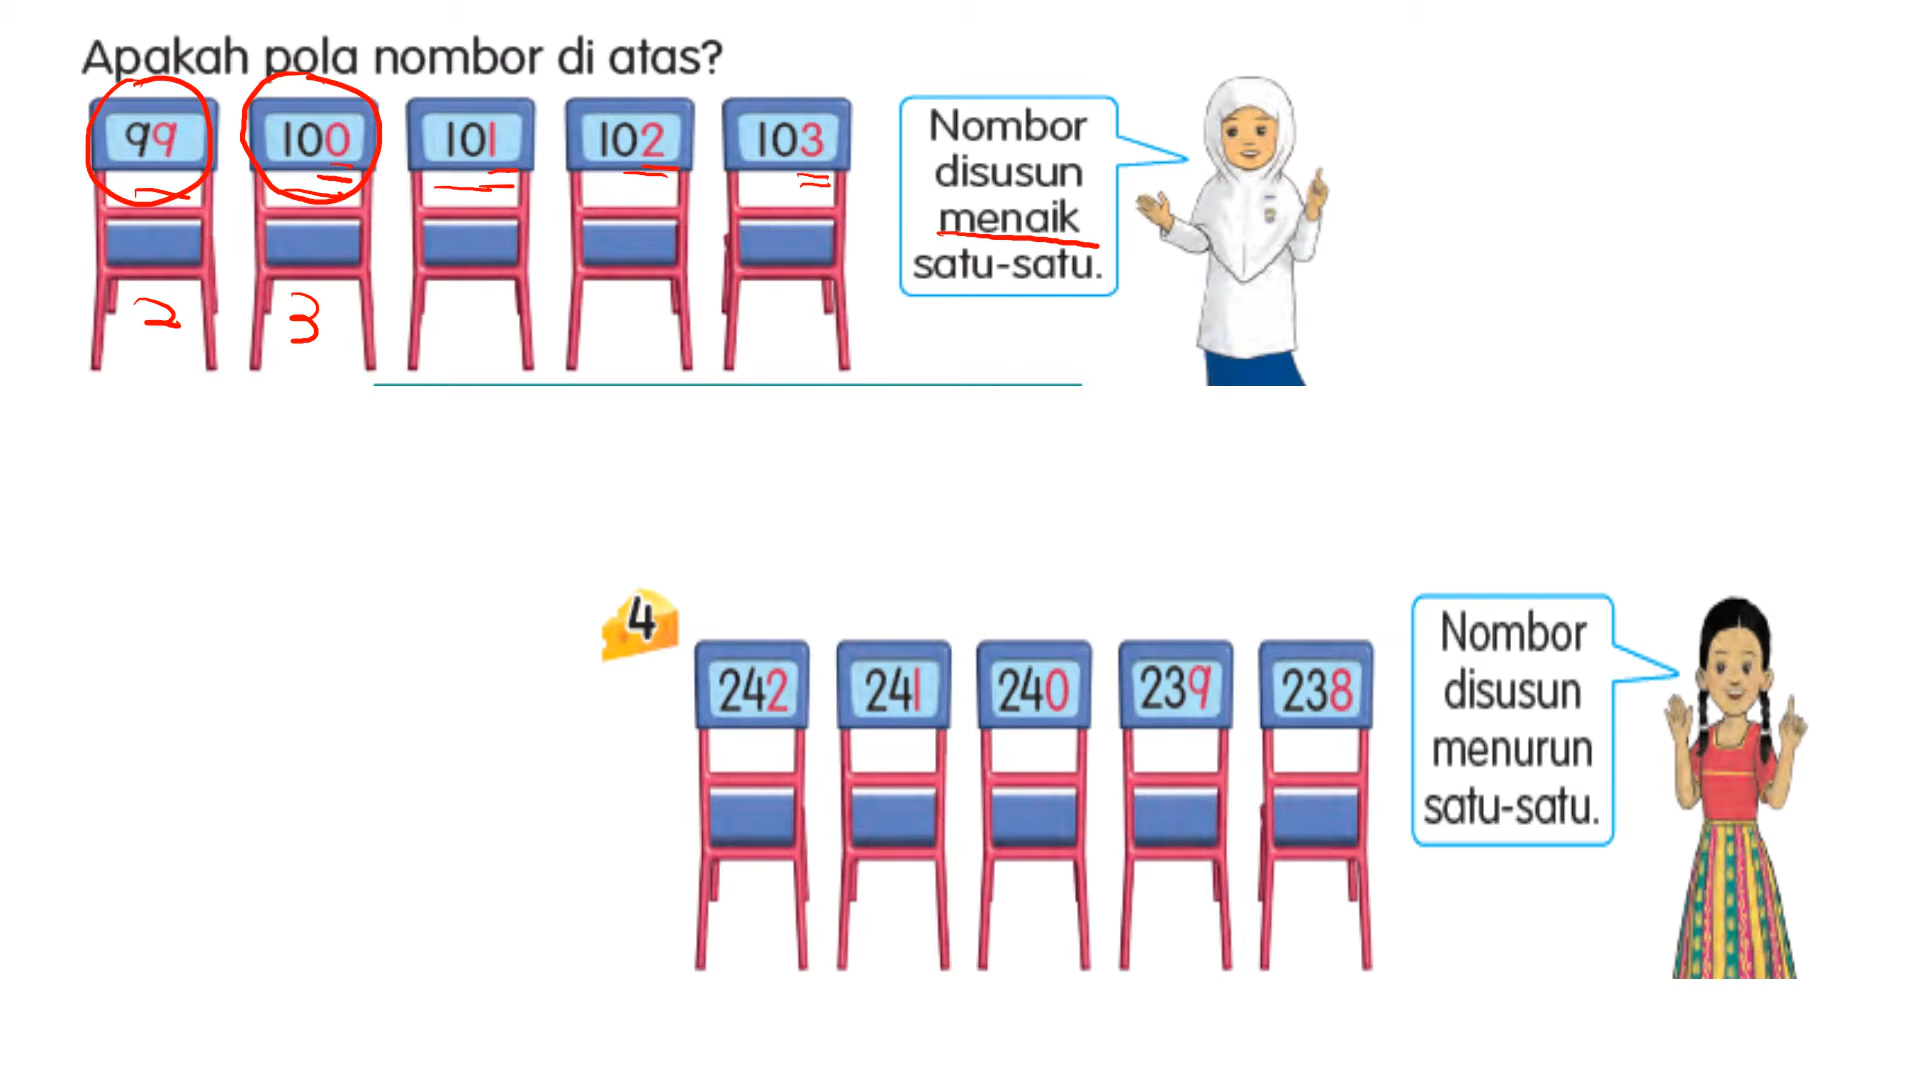 Apakah pola nombor di atas?
99 100 101 102 103
2 3
Nombor
disusun
menaik
satu-satu.
4
242 241 240 239 238
Nombor
disusun
menurun
satu-satu.